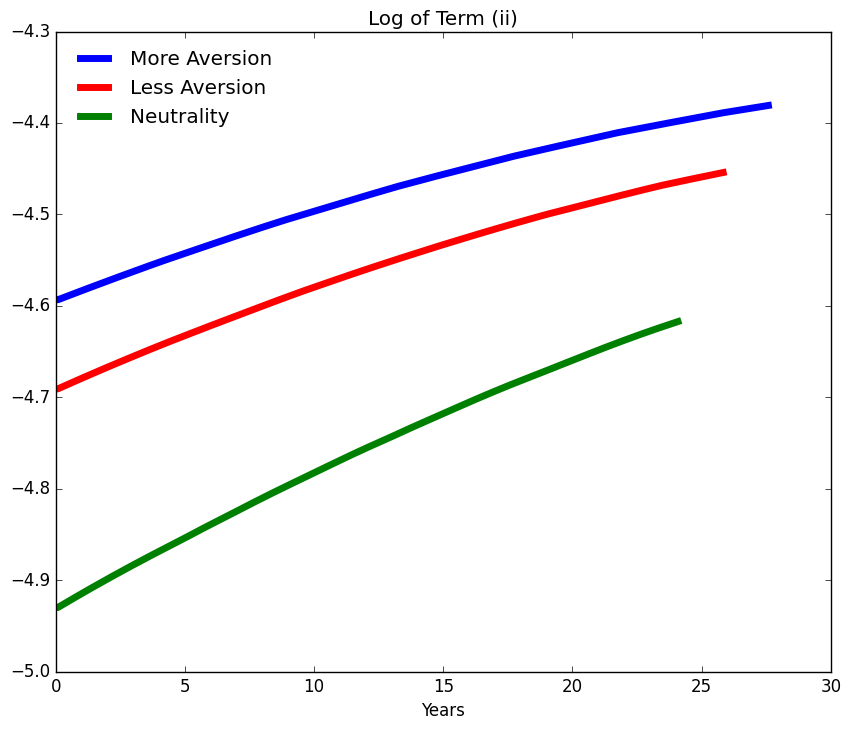 Log of Term (ii)
More Aversion
Less Aversion
Neutrality
−4.3
−4.4
−4.5
−4.6
−4.7
−4.8
−4.9
−5.0
0 5 10 15 20 25 30
Years